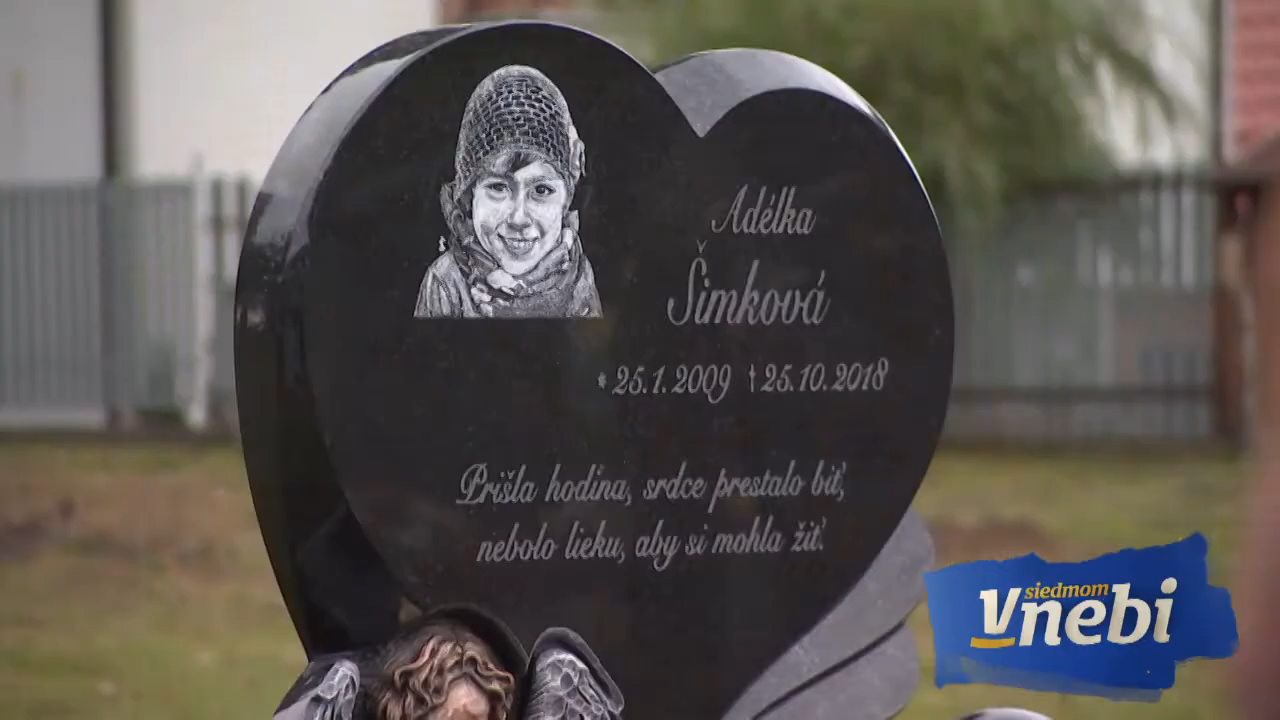 Adélka
Šimková
* 25.1.2009 †25.10.2018
Prišla hodina, srdce prestalo biť,
nebolo lieku, aby si mohla žiť.
V siedmom
nebi